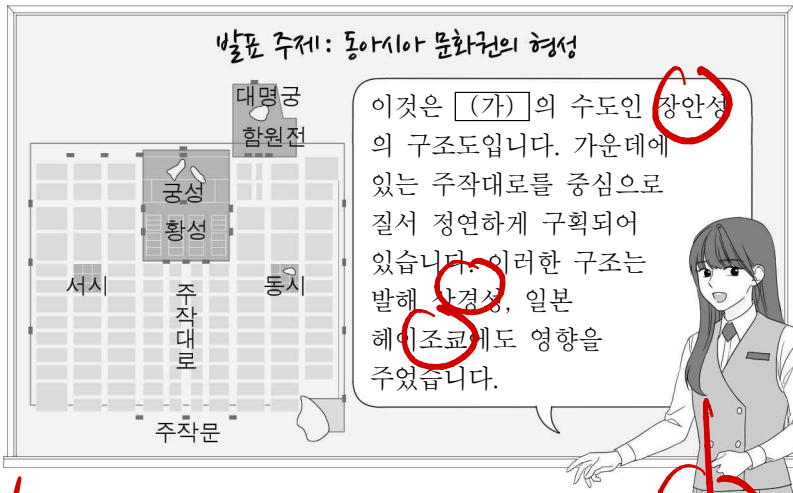 발표 주제: 동아시아 문화권의 형성
대명궁
함원전
궁성
황성
서시
동시
주작대로
주작문
이것은 (가) 의 수도인 장안성
의 구조도입니다. 가운데에
있는 주작대로를 중심으로
질서 정연하게 구획되어
있습니다. 이러한 구조는
발해 상경성, 일본
헤이조쿄에도 영향을
주었습니다.